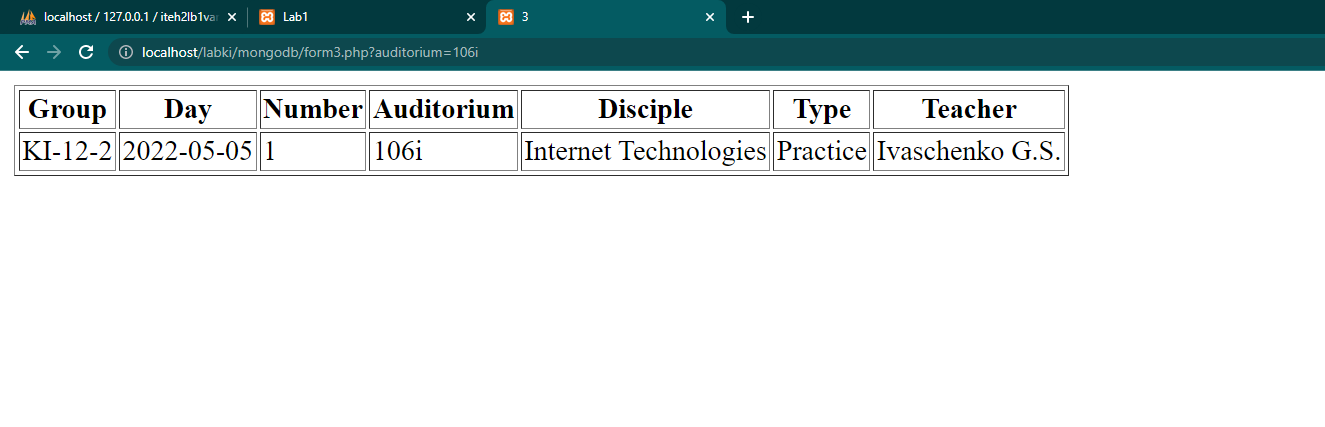 localhost / 127.0.0.1 / iteh2lb1var
Lab1
3
localhost/labki/mongodb/form3.php?auditorium=106i
Group Day Number Auditorium Disciple Type Teacher
KI-12-2 2022-05-05 1 106i Internet Technologies Practice Ivaschenko G.S.